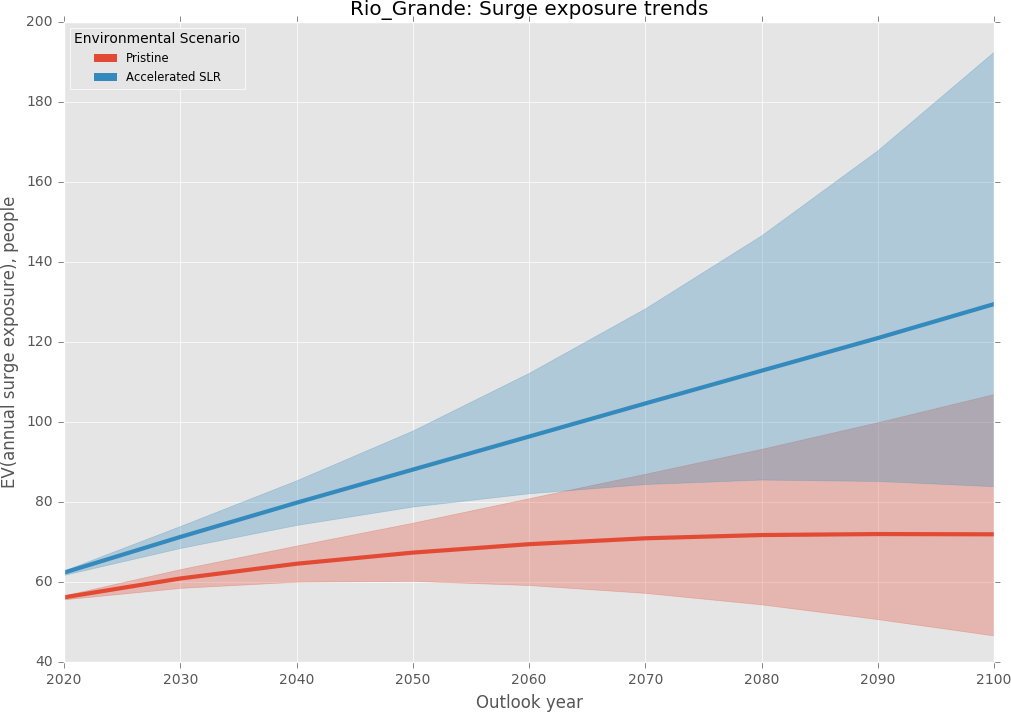 Rio_Grande: Surge exposure trends
Environmental Scenario
Pristine
Accelerated SLR
EV(annual surge exposure), people
200
180
160
140
120
100
80
60
40
2020 2030 2040 2050 2060 2070 2080 2090 2100
Outlook year